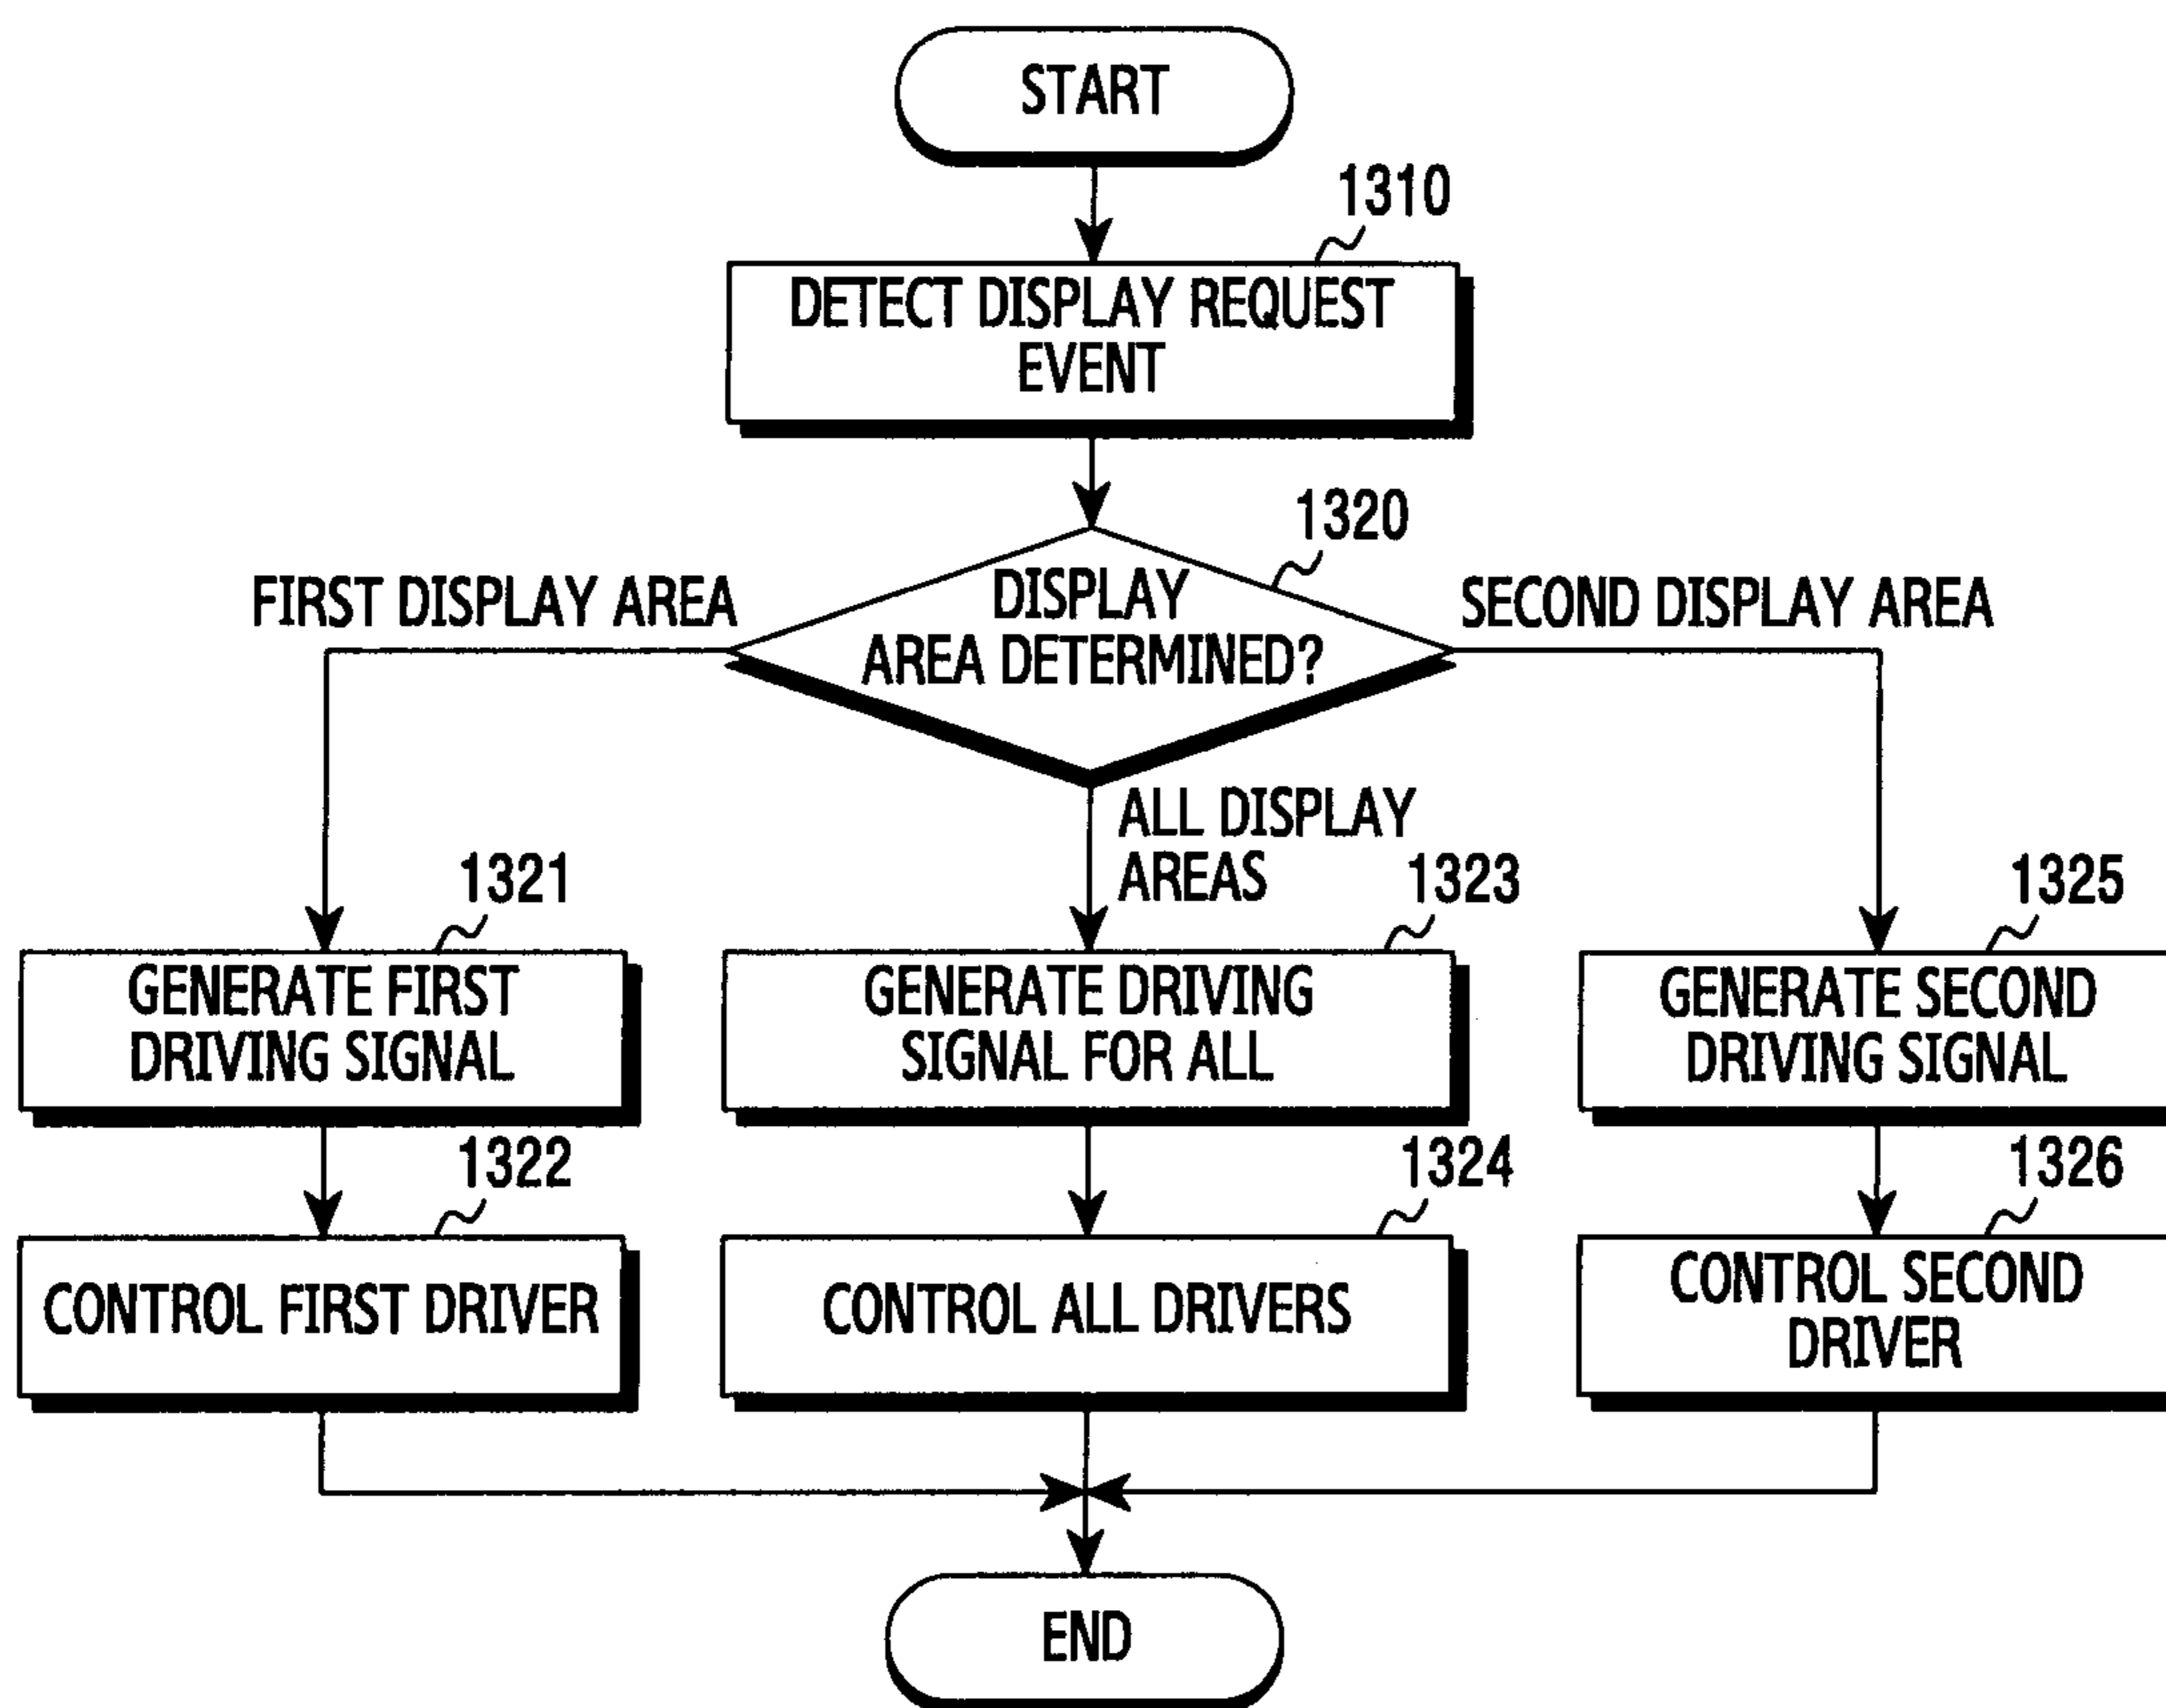 START
1310
DETECT DISPLAY REQUEST
EVENT
1320
FIRST DISPLAY AREA
DISPLAY
AREA DETERMINED?
SECOND DISPLAY AREA
ALL DISPLAY
AREAS
1321
1323
1325
GENERATE FIRST
DRIVING SIGNAL
GENERATE DRIVING
SIGNAL FOR ALL
GENERATE SECOND
DRIVING SIGNAL
1322
1324
1326
CONTROL FIRST DRIVER
CONTROL ALL DRIVERS
CONTROL SECOND
DRIVER
END